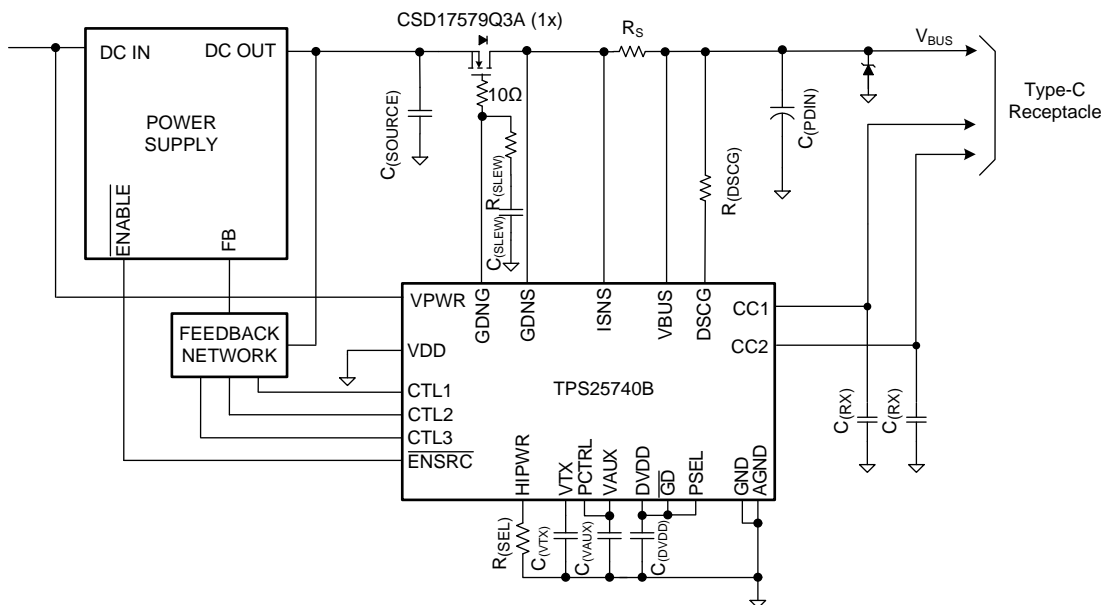 CSD17579Q3A (1x)
DC IN
DC OUT
RS
VBUS
POWER
SUPPLY
C(SOURCE)
10Ω
R(SLEW)
C(SLEW)
R(DSCG)
C(PDIN)
Type-C
Receptacle
ENABLE
FB
VPWR
GDNG
GDNS
ISNS
VBUS
DSCG
CC1
CC2
FEEDBACK
NETWORK
VDD
CTL1
CTL2
CTL3
ENSRC
TPS25740B
C(RX)
C(RX)
HIPWR
VTX
PCTRL
VAUX
DVDD
GD
PSEL
GND
AGND
R(SEL)
C(VTX)
C(VAUX)
C(DVDD)